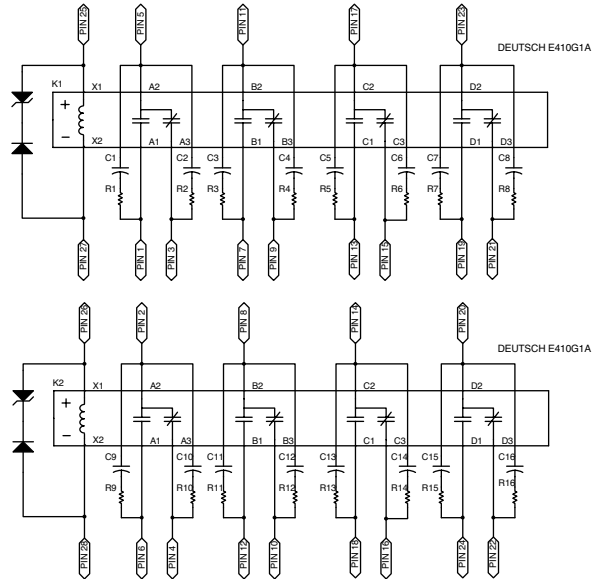 PIN 25
PIN 5
PIN 11
PIN 17
PIN 23
DEUTSCH E410G1A
K1
X1
A2
B2
C2
D2
+
−
X2
A1
A3
B1
B3
C1
C3
D1
D3
C1
C2
C3
C4
C5
C6
C7
C8
R1
R2
R3
R4
R5
R6
R7
R8
PIN 27
PIN 1
PIN 3
PIN 7
PIN 9
PIN 13
PIN 15
PIN 19
PIN 21
PIN 26
PIN 2
PIN 8
PIN 14
PIN 20
DEUTSCH E410G1A
K2
X1
A2
B2
C2
D2
+
−
X2
A1
A3
B1
B3
C1
C3
D1
D3
C9
C10
C11
C12
C13
C14
C15
C16
R9
R10
R11
R12
R13
R14
R15
R16
PIN 28
PIN 6
PIN 4
PIN 12
PIN 10
PIN 18
PIN 16
PIN 24
PIN 22